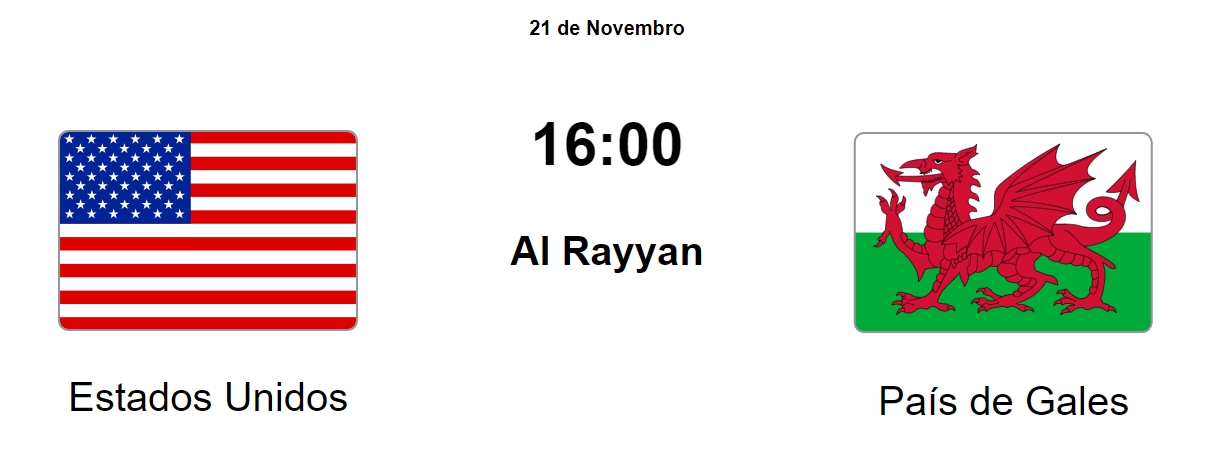 21 de Novembro
16:00
Al Rayyan
Estados Unidos
País de Gales